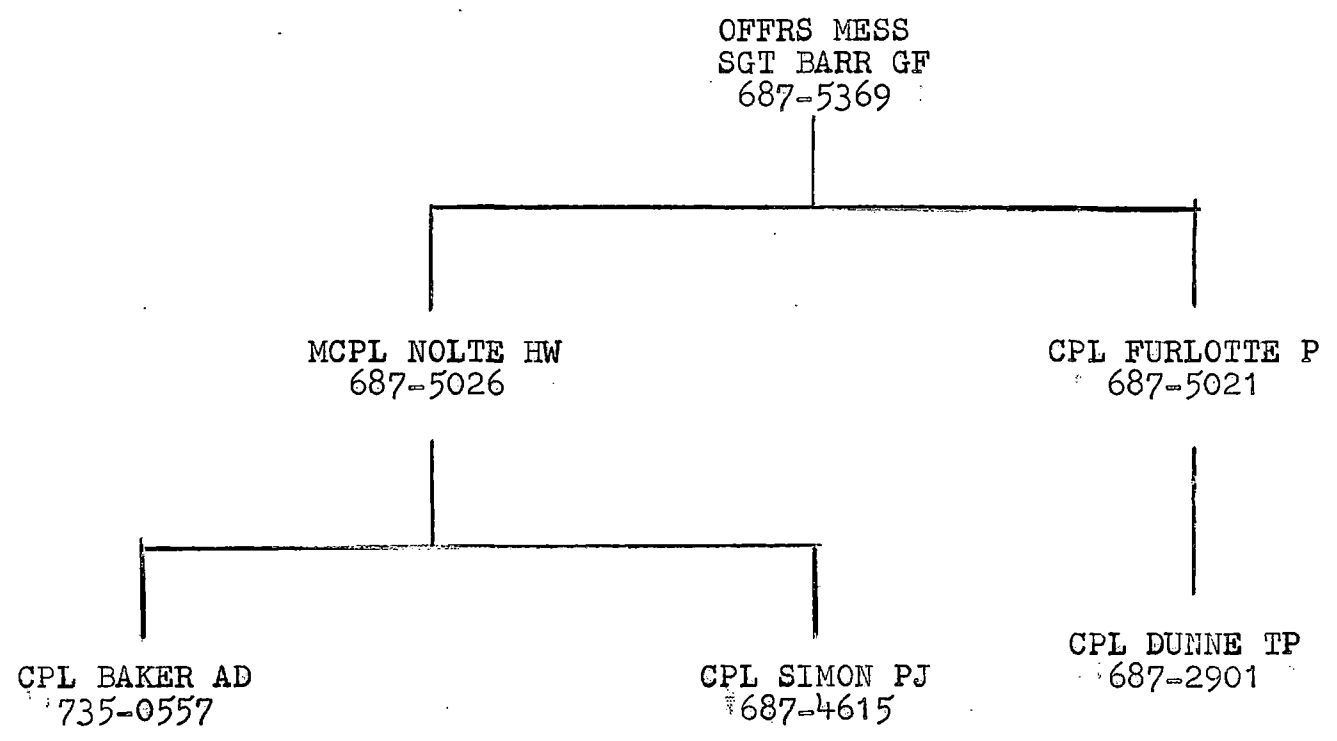 OFFRS MESS
SGT BARR GF
687-5369
MCPL NOLTE HW
687-5026
CPL FURLOTTE P
687-5021
CPL BAKER AD
735-0557
CPL SIMON PJ
687-4615
CPL DUNNE TP
687-2901